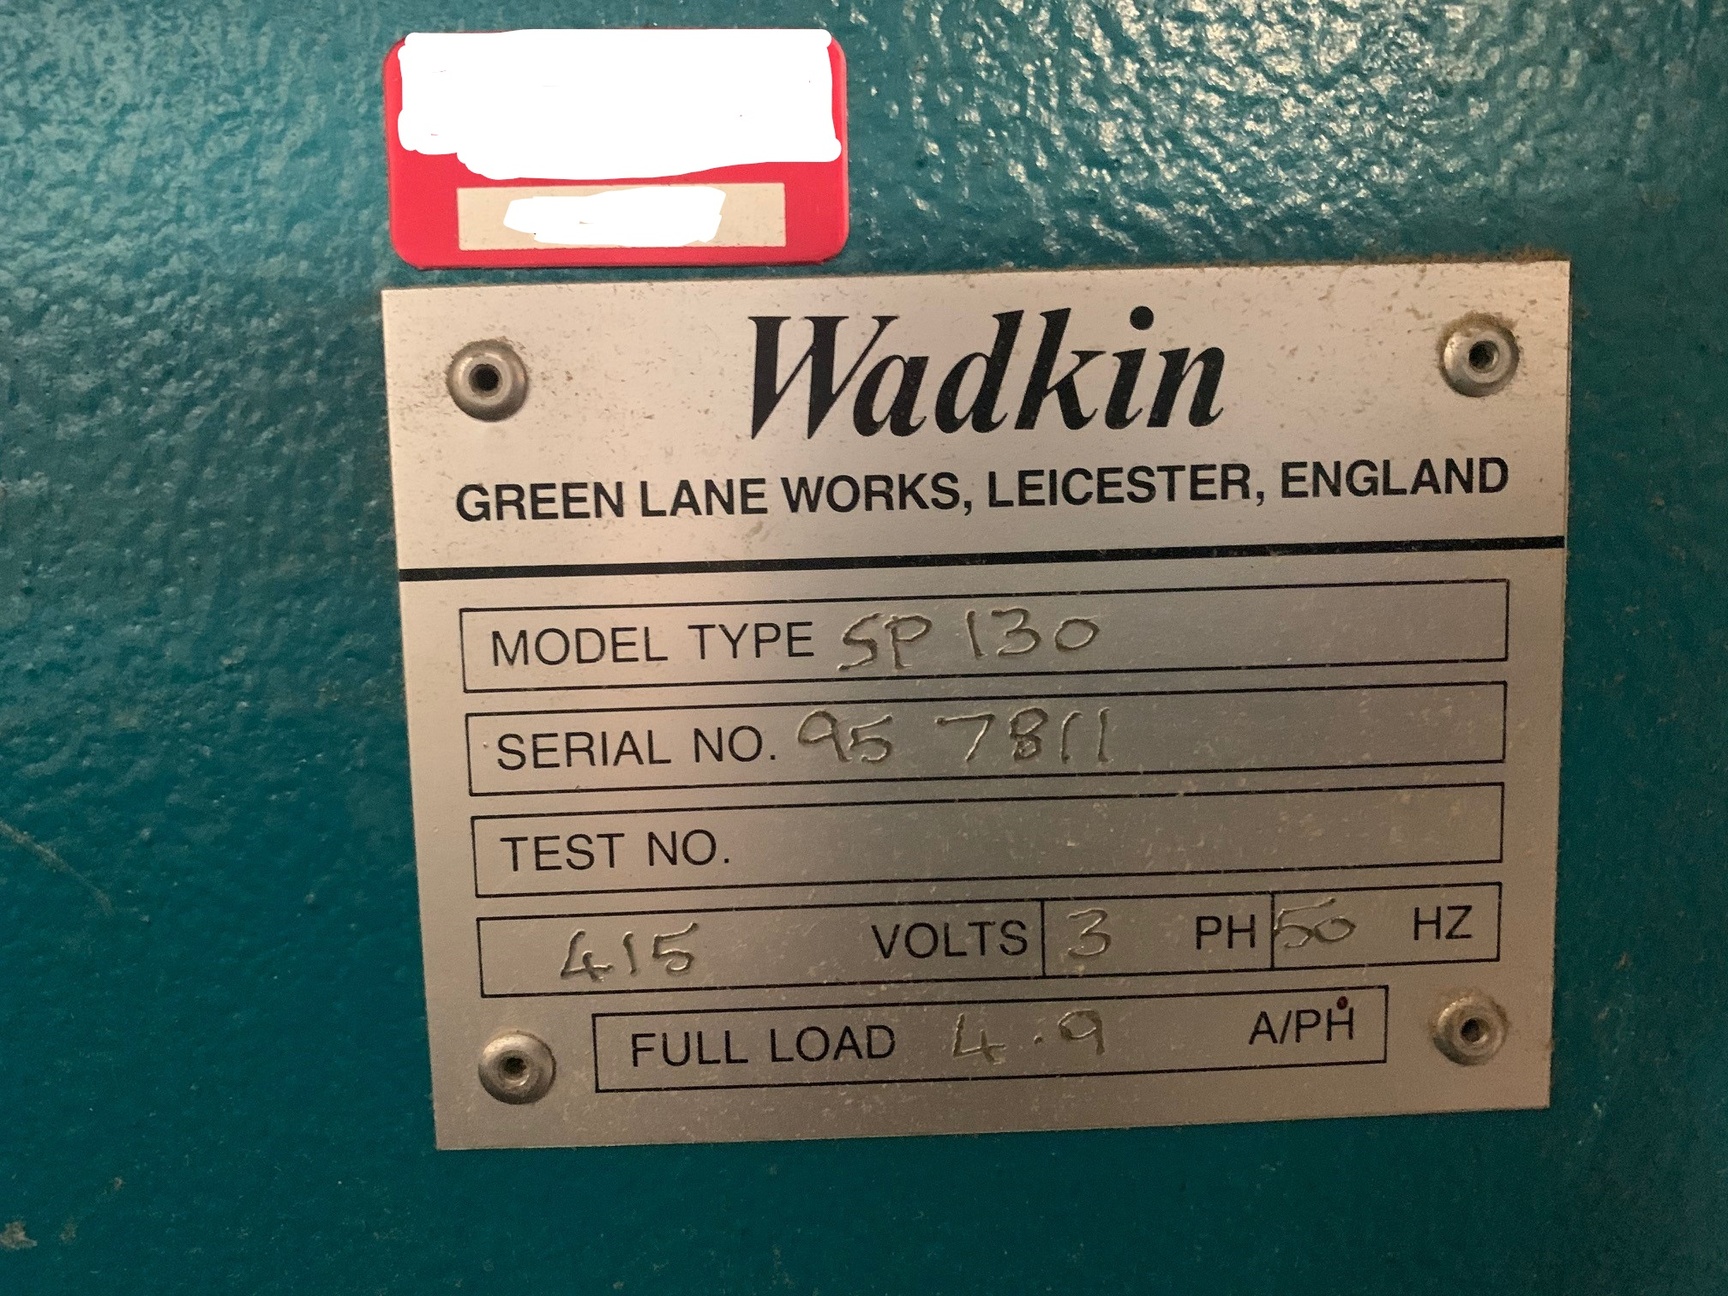 Wadkin
GREEN LANE WORKS, LEICESTER, ENGLAND
MODEL TYPE SP 130
SERIAL NO. 95 7811
TEST NO.
415 VOLTS 3 PH 50 HZ
FULL LOAD 4.9 A/PH